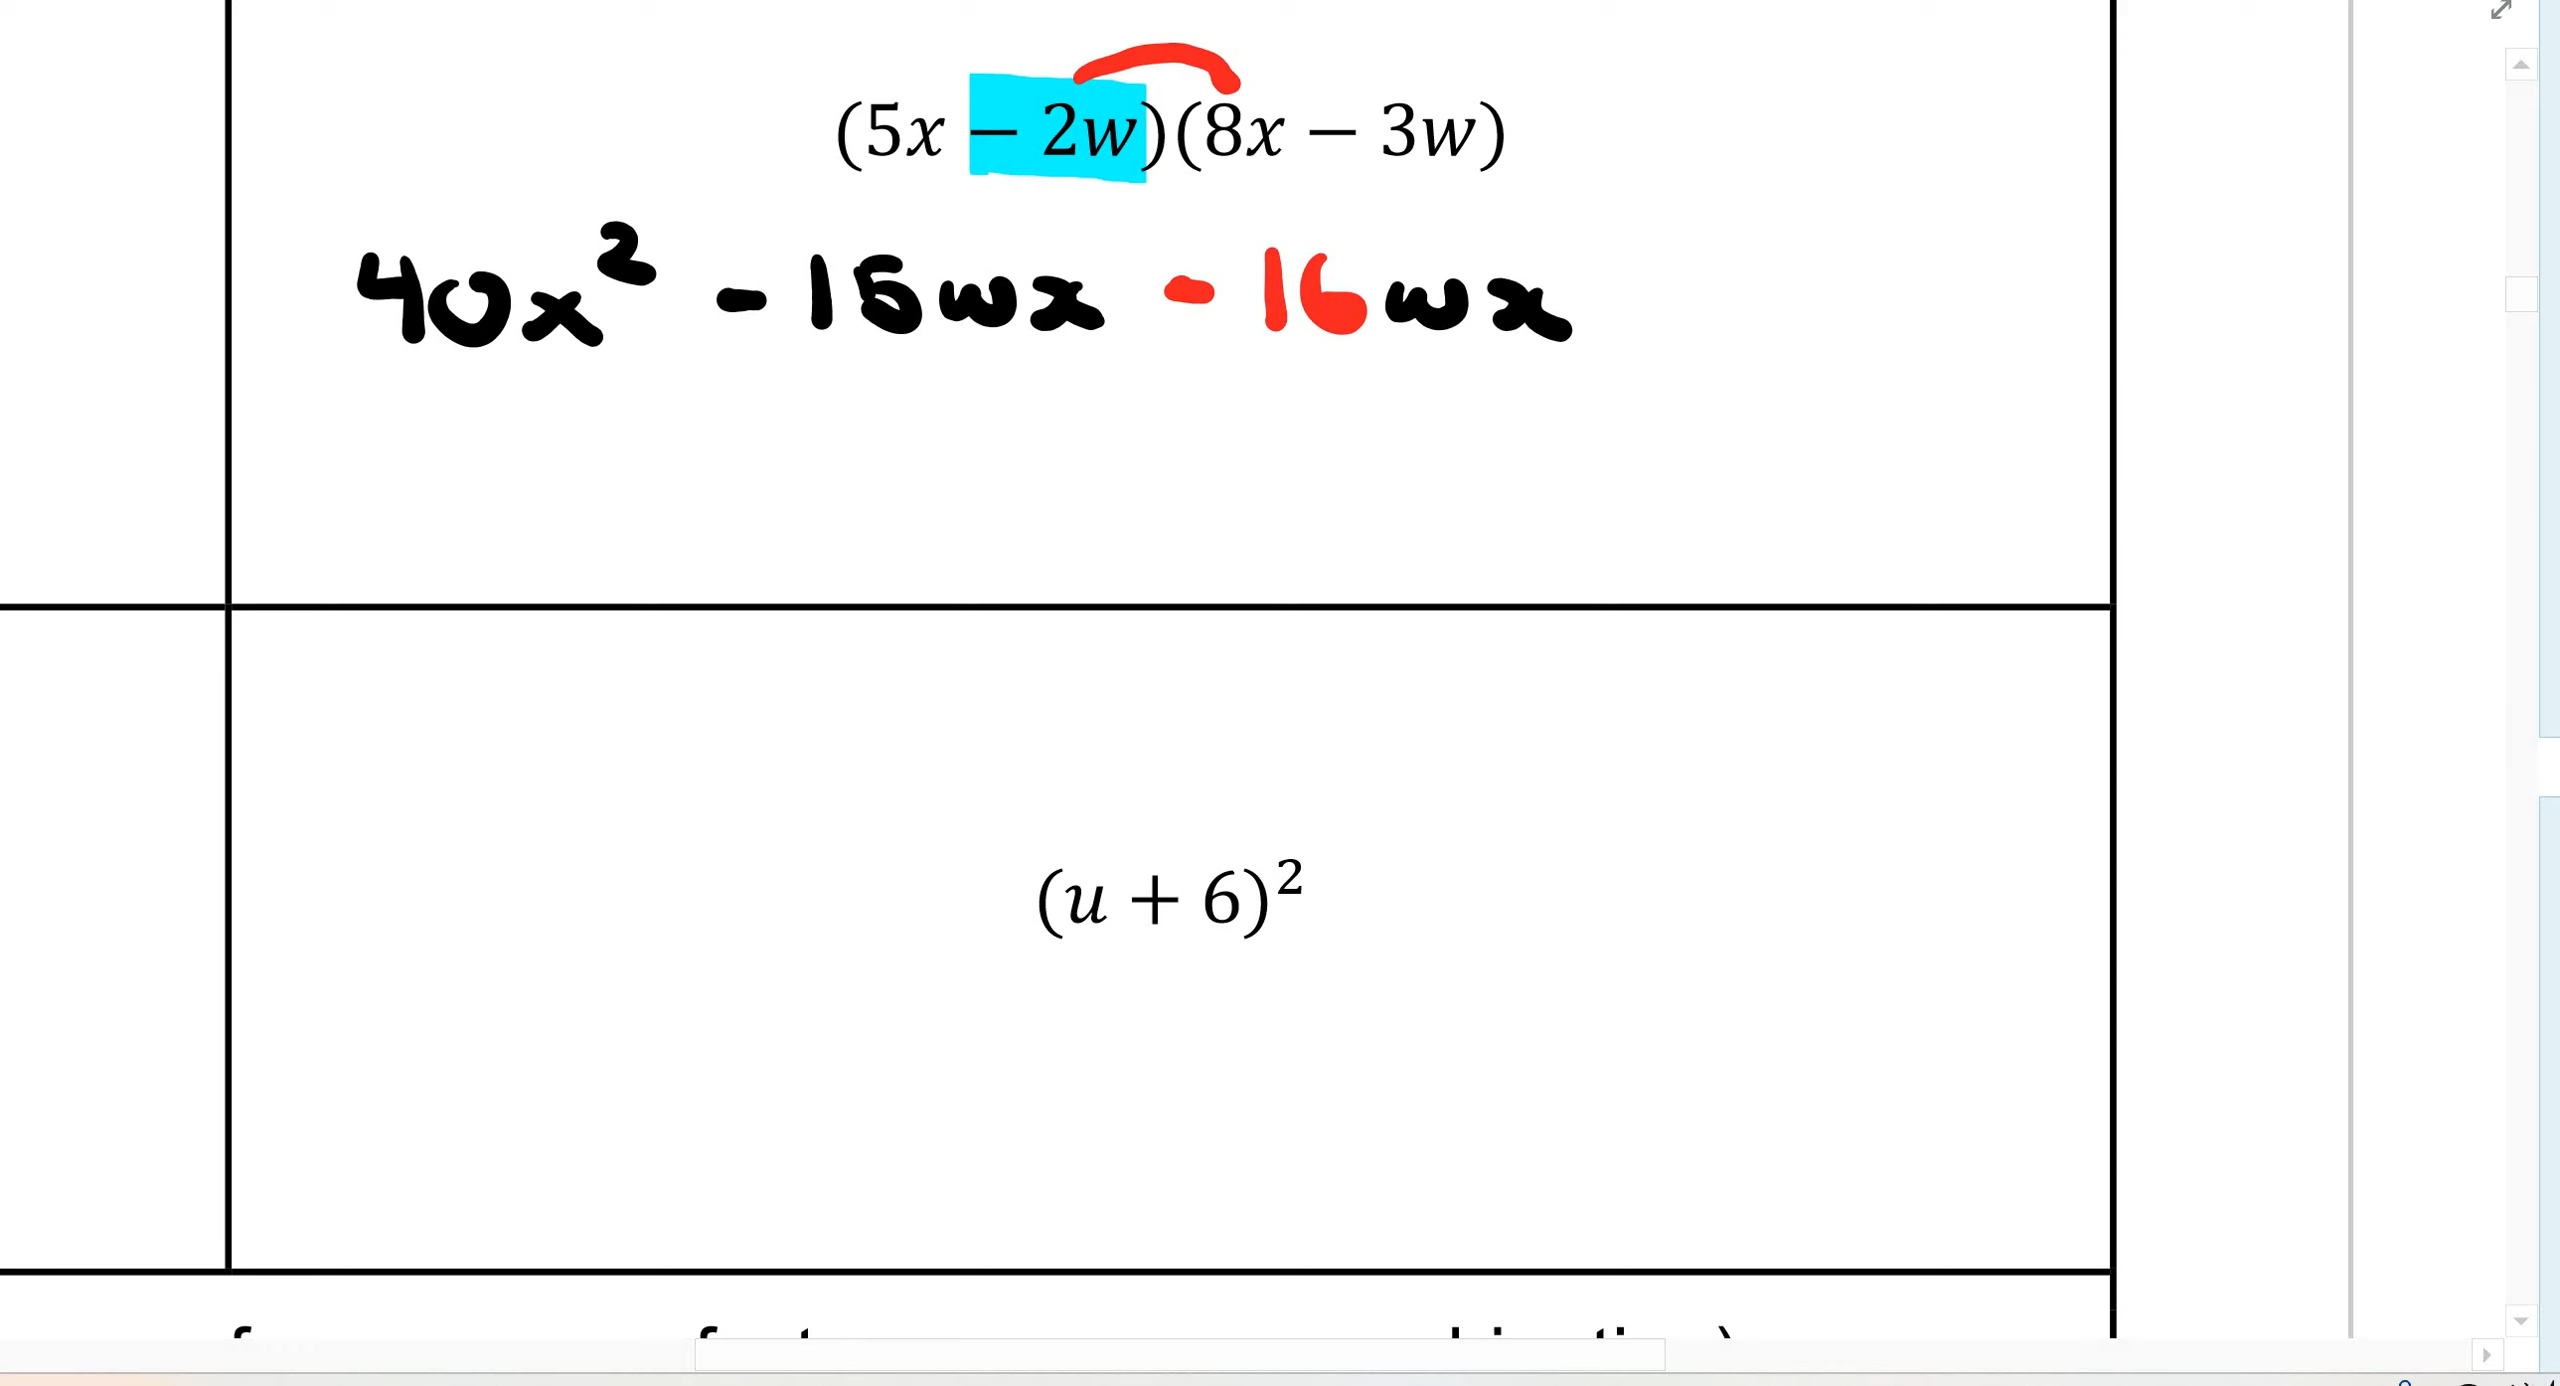 (5x − 2w)(8x − 3w)
40x² - 15wx - 16wx
(u + 6)²